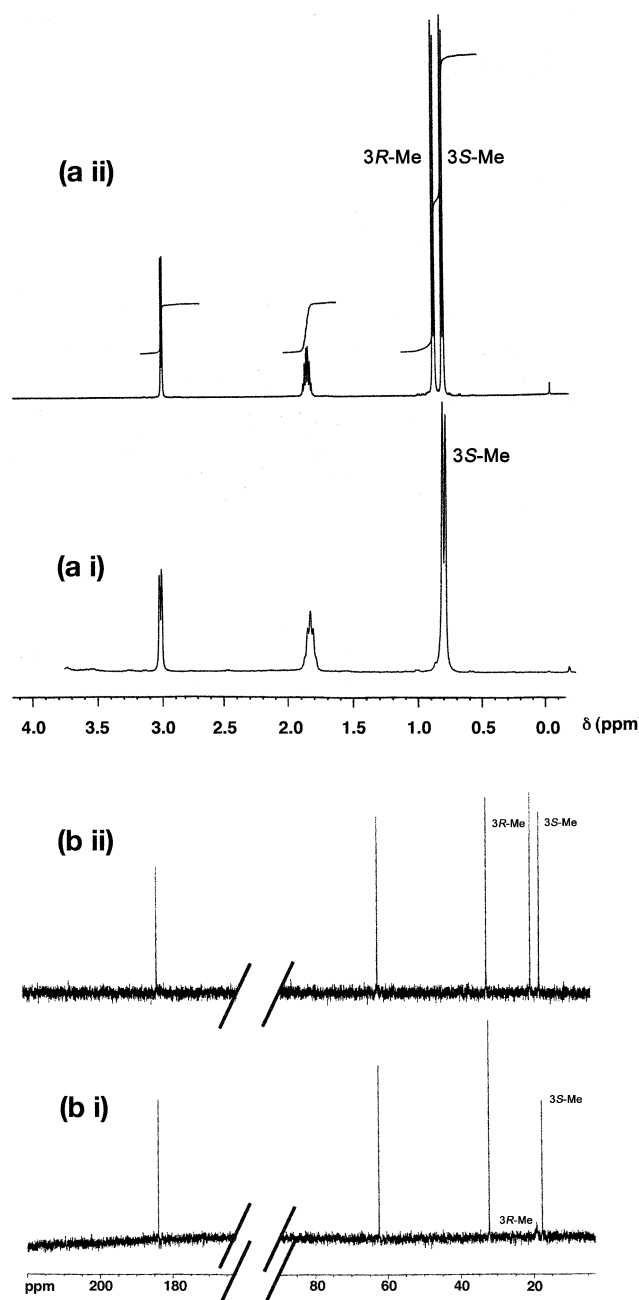 (a ii)
3R-Me 3S-Me
(a i)
3S-Me
4.0 3.5 3.0 2.5 2.0 1.5 1.0 0.5 0.0 δ (ppm
(b ii)
3R-Me 3S-Me
(b i)
3S-Me
3R-Me
ppm 200 180 80 60 40 20